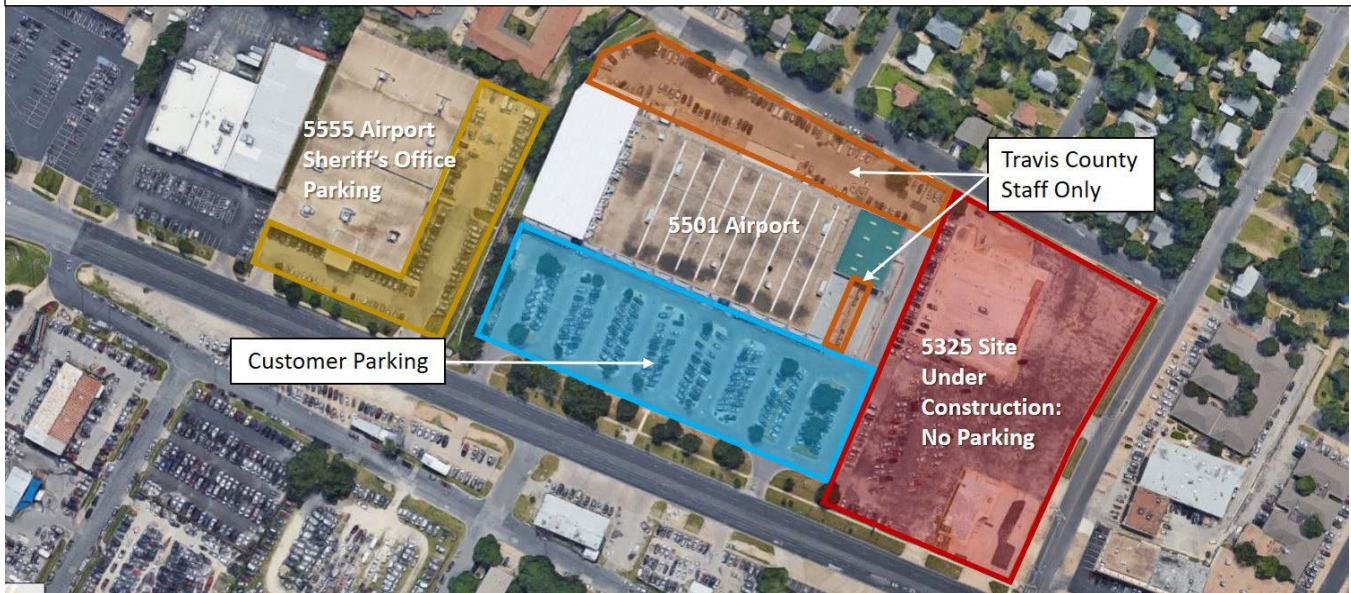 5555 Airport
Sheriff's Office
Parking
5501 Airport
Travis County
Staff Only
Customer Parking
5325 Site
Under
Construction:
No Parking